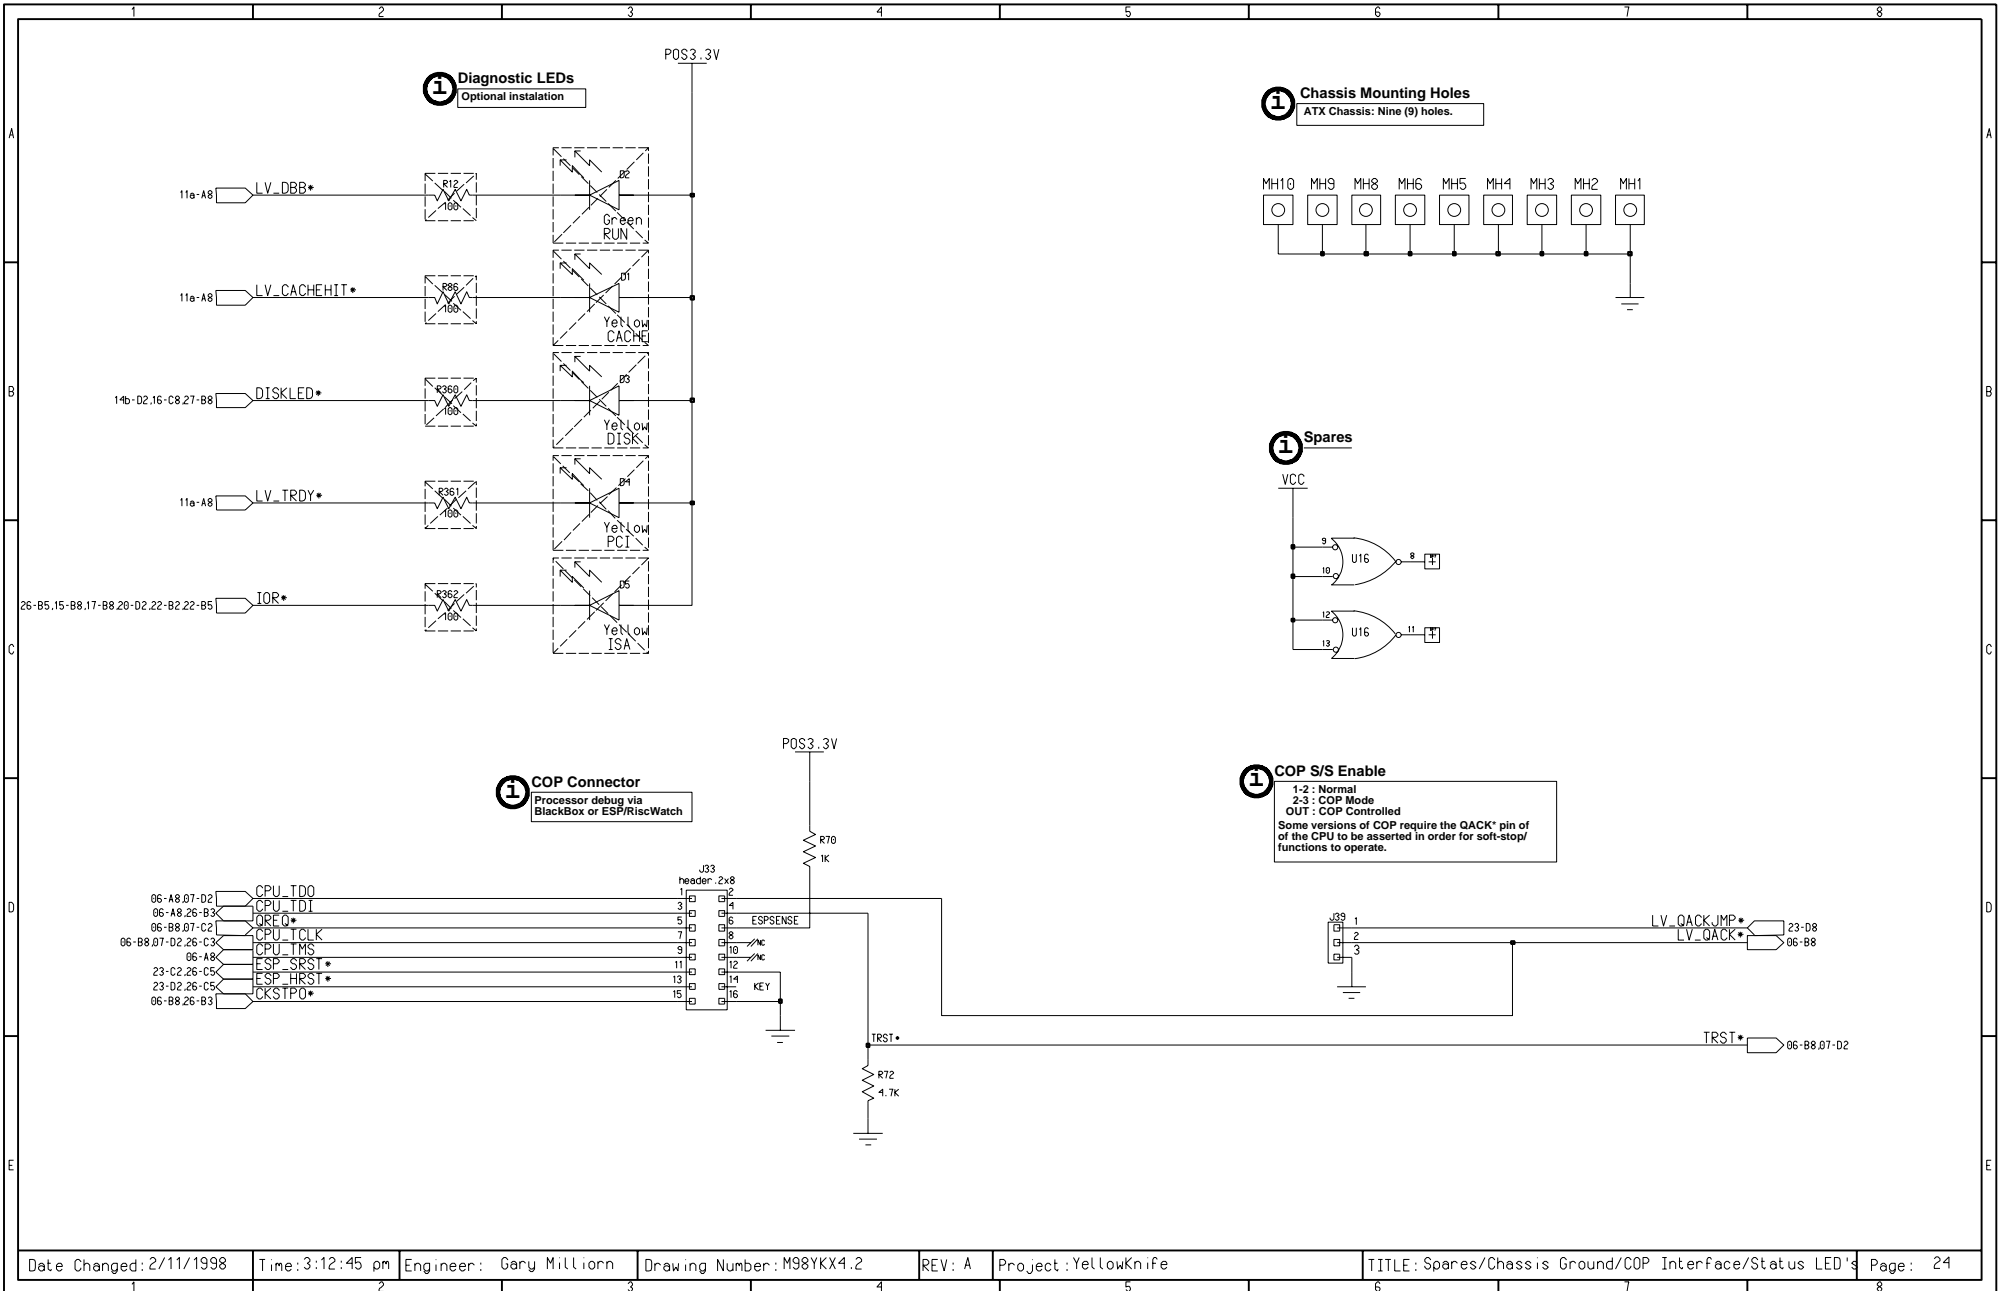 1 2 3 4 5 6 7 8
A A
B B
C C
D D
E E
Diagnostic LEDs
Optional instalation
POS3.3V
11a-A8 LV_DBB*
R12
100
D2
Green
RUN
11a-A8 LV_CACHEHIT*
R86
100
D1
Yellow
CACHE
14b-D2,16-C8,27-B8 DISKLED*
R360
100
D3
Yellow
DISK
11a-A8 LV_TRDY*
R361
100
D4
Yellow
PCI
26-B5,15-B8,17-B8,20-D2,22-B2,22-B5 IOR*
R362
100
D5
Yellow
ISA
Chassis Mounting Holes
ATX Chassis: Nine (9) holes.
MH10 MH9 MH8 MH6 MH5 MH4 MH3 MH2 MH1
Spares
VCC
9
10
U16
8
12
13
U16
11
COP Connector
Processor debug via
BlackBox or ESP/RiscWatch
POS3.3V
R70
1K
J33
header.2x8
06-A8,07-D2 CPU_TDO 1 2
06-A8,26-B3 CPU_TDI 3 4
06-B8,07-C2 QREQ* 5 6 ESPSENSE
06-B8,07-D2,26-C3 CPU_TCLK 7 8 NC
06-A8 CPU_TMS 9 10 NC
23-C2,26-C5 ESP_SRST* 11 12
23-D2,26-C5 ESP_HRST* 13 14 KEY
06-B8,26-B3 CKSTPO* 15 16
TRST*
R72
4.7K
COP S/S Enable
1-2 : Normal
2-3 : COP Mode
OUT : COP Controlled
Some versions of COP require the QACK* pin of
of the CPU to be asserted in order for soft-stop/
functions to operate.
J39
1 LV_QACKJMP* 23-D8
2 LV_QACK* 06-B8
3
TRST* 06-B8,07-D2
Date Changed: 2/11/1998 Time: 3:12:45 pm Engineer: Gary Milliorn Drawing Number: M98YKX4.2 REV: A Project: YellowKnife TITLE: Spares/Chassis Ground/COP Interface/Status LED's Page: 24
1 2 3 4 5 6 7 8